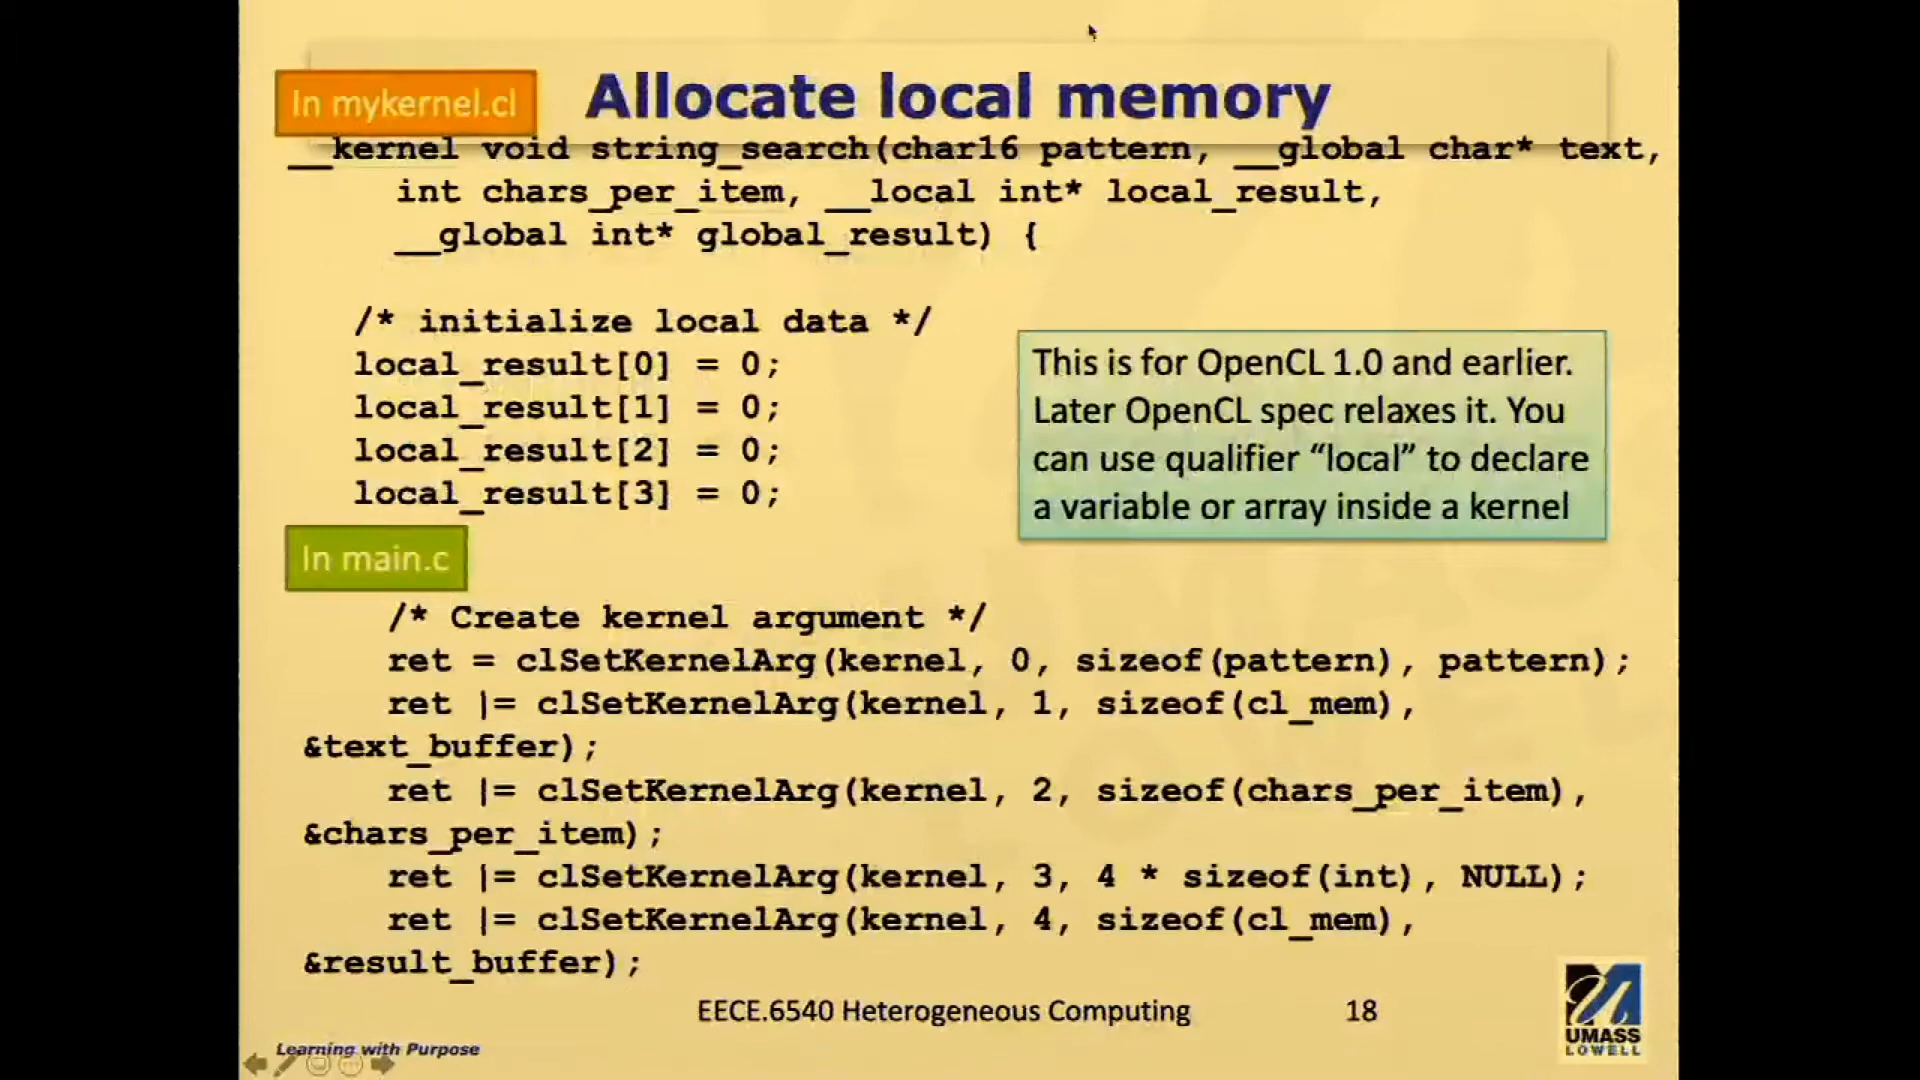 In mykernel.cl
Allocate local memory
__kernel void string_search(char16 pattern, __global char* text,
int chars_per_item, __local int* local_result,
__global int* global_result) {
/* initialize local data */
local_result[0] = 0;
local_result[1] = 0;
local_result[2] = 0;
local_result[3] = 0;
This is for OpenCL 1.0 and earlier.
Later OpenCL spec relaxes it. You
can use qualifier “local” to declare
a variable or array inside a kernel
In main.c
/* Create kernel argument */
ret = clSetKernelArg(kernel, 0, sizeof(pattern), pattern);
ret |= clSetKernelArg(kernel, 1, sizeof(cl_mem),
&text_buffer);
ret |= clSetKernelArg(kernel, 2, sizeof(chars_per_item),
&chars_per_item);
ret |= clSetKernelArg(kernel, 3, 4 * sizeof(int), NULL);
ret |= clSetKernelArg(kernel, 4, sizeof(cl_mem),
&result_buffer);
EECE.6540 Heterogeneous Computing
18
UMASS
LOWELL
Learning with Purpose